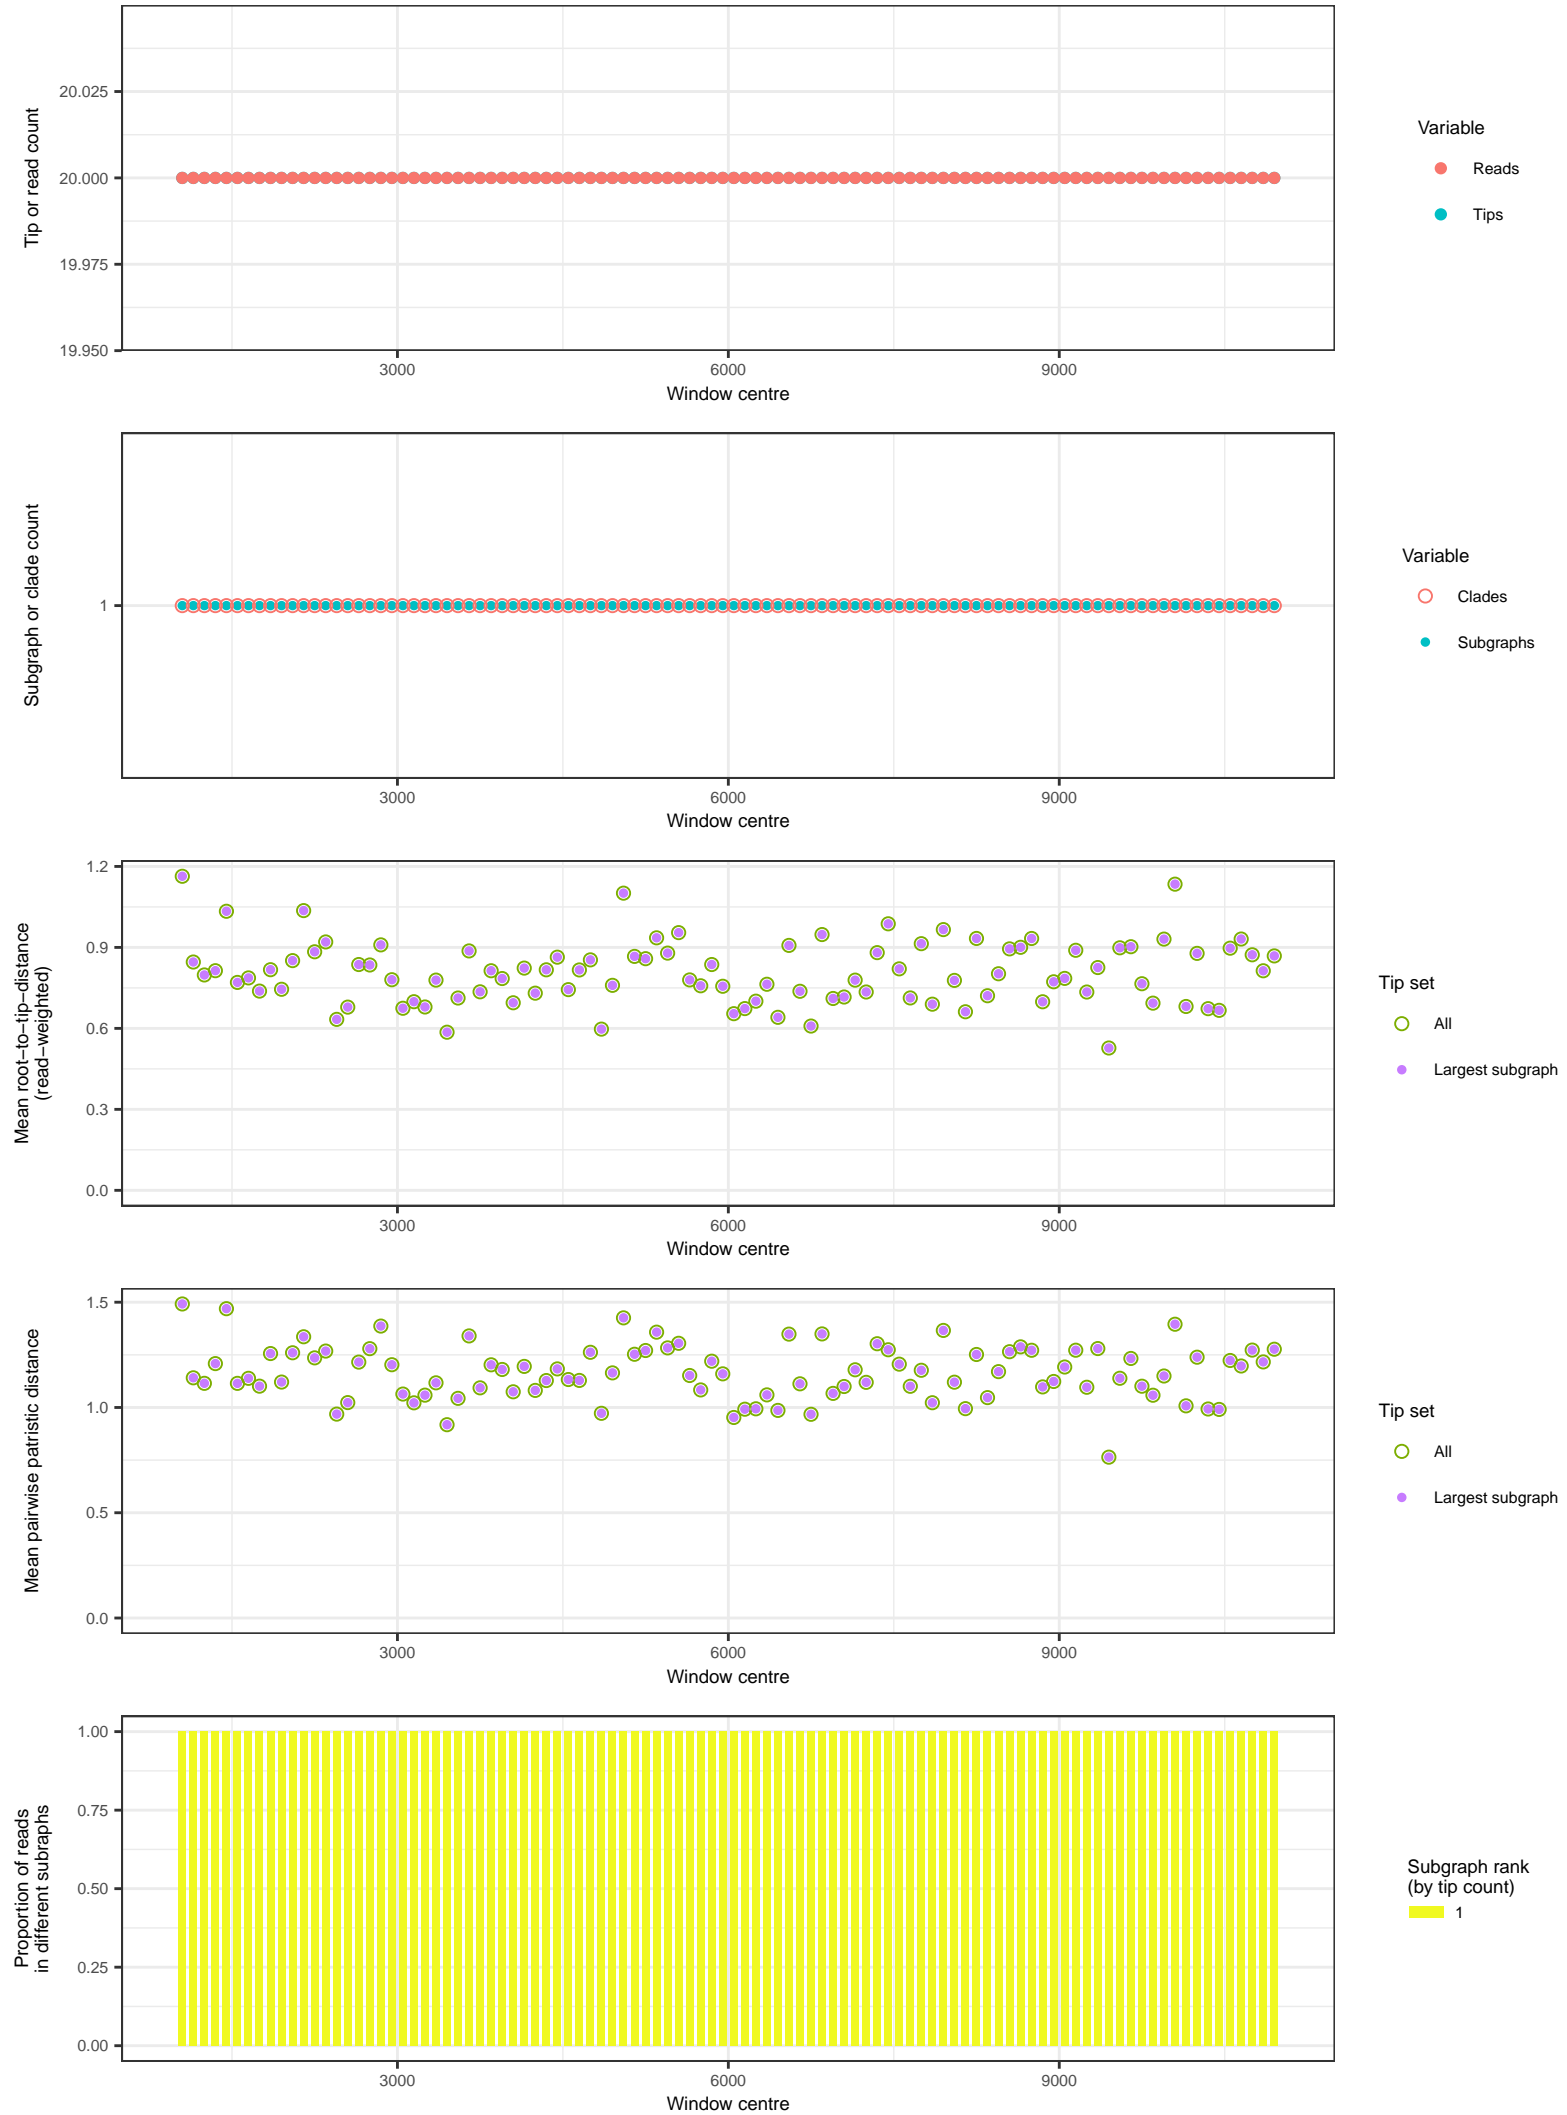 Tip or read count
20.025
20.000
19.975
19.950
3000
6000
9000
Window centre
Variable
Reads
Tips
Subgraph or clade count
1
3000
6000
9000
Window centre
Variable
Clades
Subgraphs
Mean root−to−tip−distance
(read−weighted)
1.2
0.9
0.6
0.3
0.0
3000
6000
9000
Window centre
Tip set
All
Largest subgraph
Mean pairwise patristic distance
1.5
1.0
0.5
0.0
3000
6000
9000
Window centre
Tip set
All
Largest subgraph
Proportion of reads
in different subraphs
1.00
0.75
0.50
0.25
0.00
3000
6000
9000
Window centre
Subgraph rank
(by tip count)
1